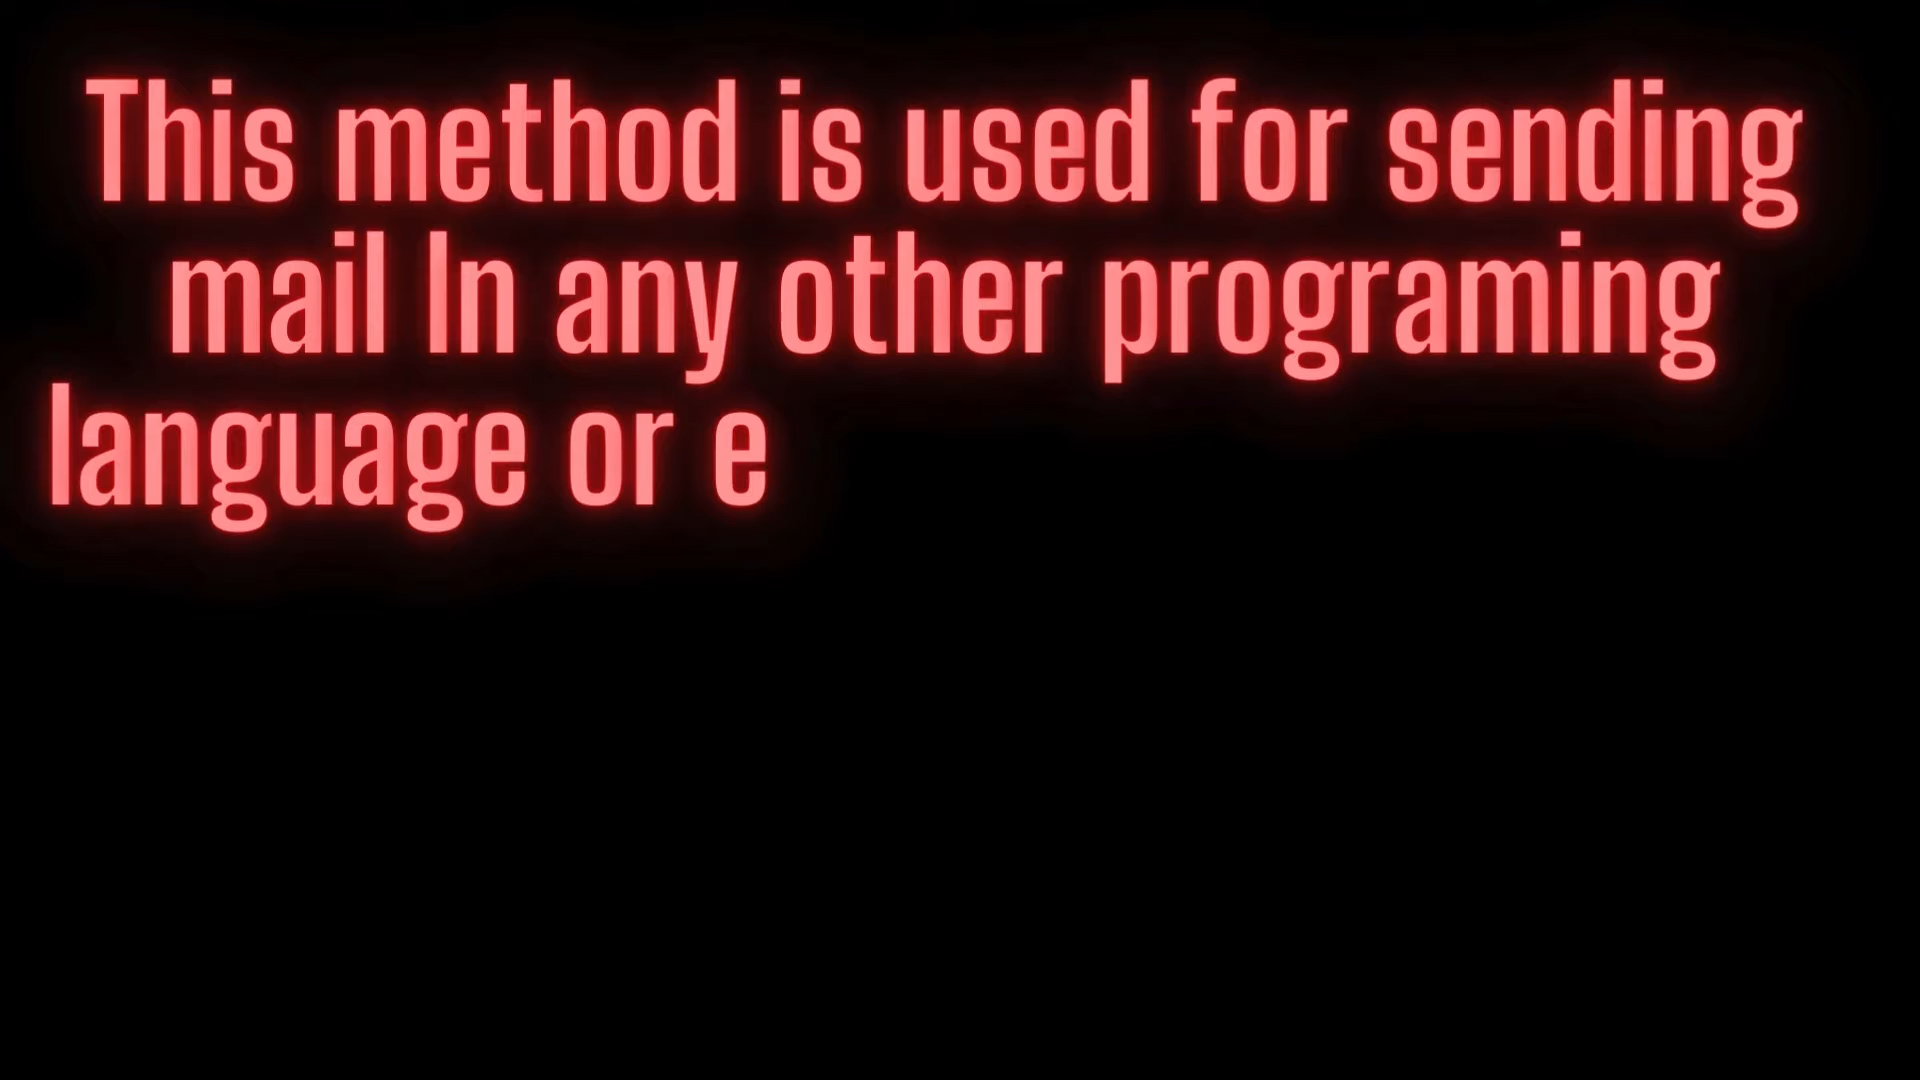 This method is used for sending
mail In any other programing
language or e